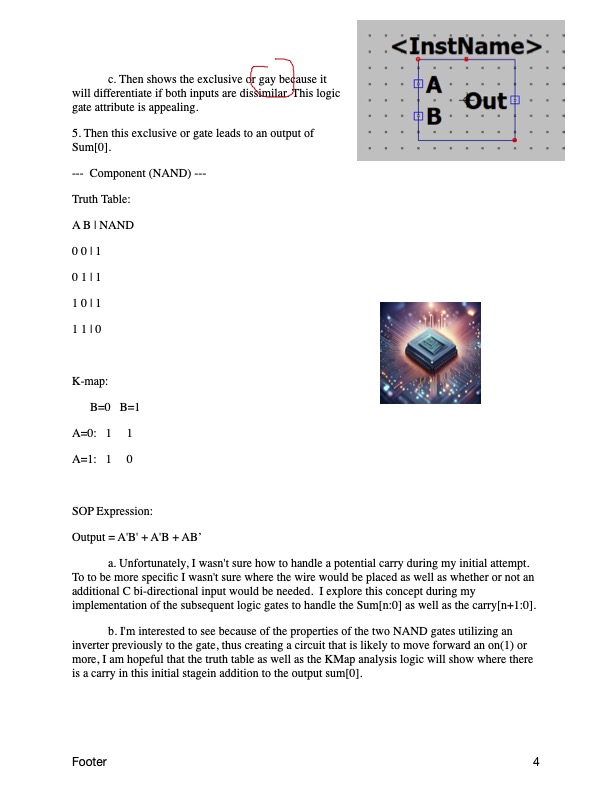 <InstName>
A
Out
B
c. Then shows the exclusive or gay because it
will differentiate if both inputs are dissimilar. This logic
gate attribute is appealing.
5. Then this exclusive or gate leads to an output of
Sum[0].
--- Component (NAND) ---
Truth Table:
A B | NAND
0 0 | 1
0 1 | 1
1 0 | 1
1 1 | 0
K-map:
B=0 B=1
A=0: 1 1
A=1: 1 0
SOP Expression:
Output = A'B' + A'B + AB’
a. Unfortunately, I wasn't sure how to handle a potential carry during my initial attempt.
To to be more specific I wasn't sure where the wire would be placed as well as whether or not an
additional C bi-directional input would be needed. I explore this concept during my
implementation of the subsequent logic gates to handle the Sum[n:0] as well as the carry[n+1:0].
b. I'm interested to see because of the properties of the two NAND gates utilizing an
inverter previously to the gate, thus creating a circuit that is likely to move forward an on(1) or
more, I am hopeful that the truth table as well as the KMap analysis logic will show where there
is a carry in this initial stagein addition to the output sum[0].
Footer 4